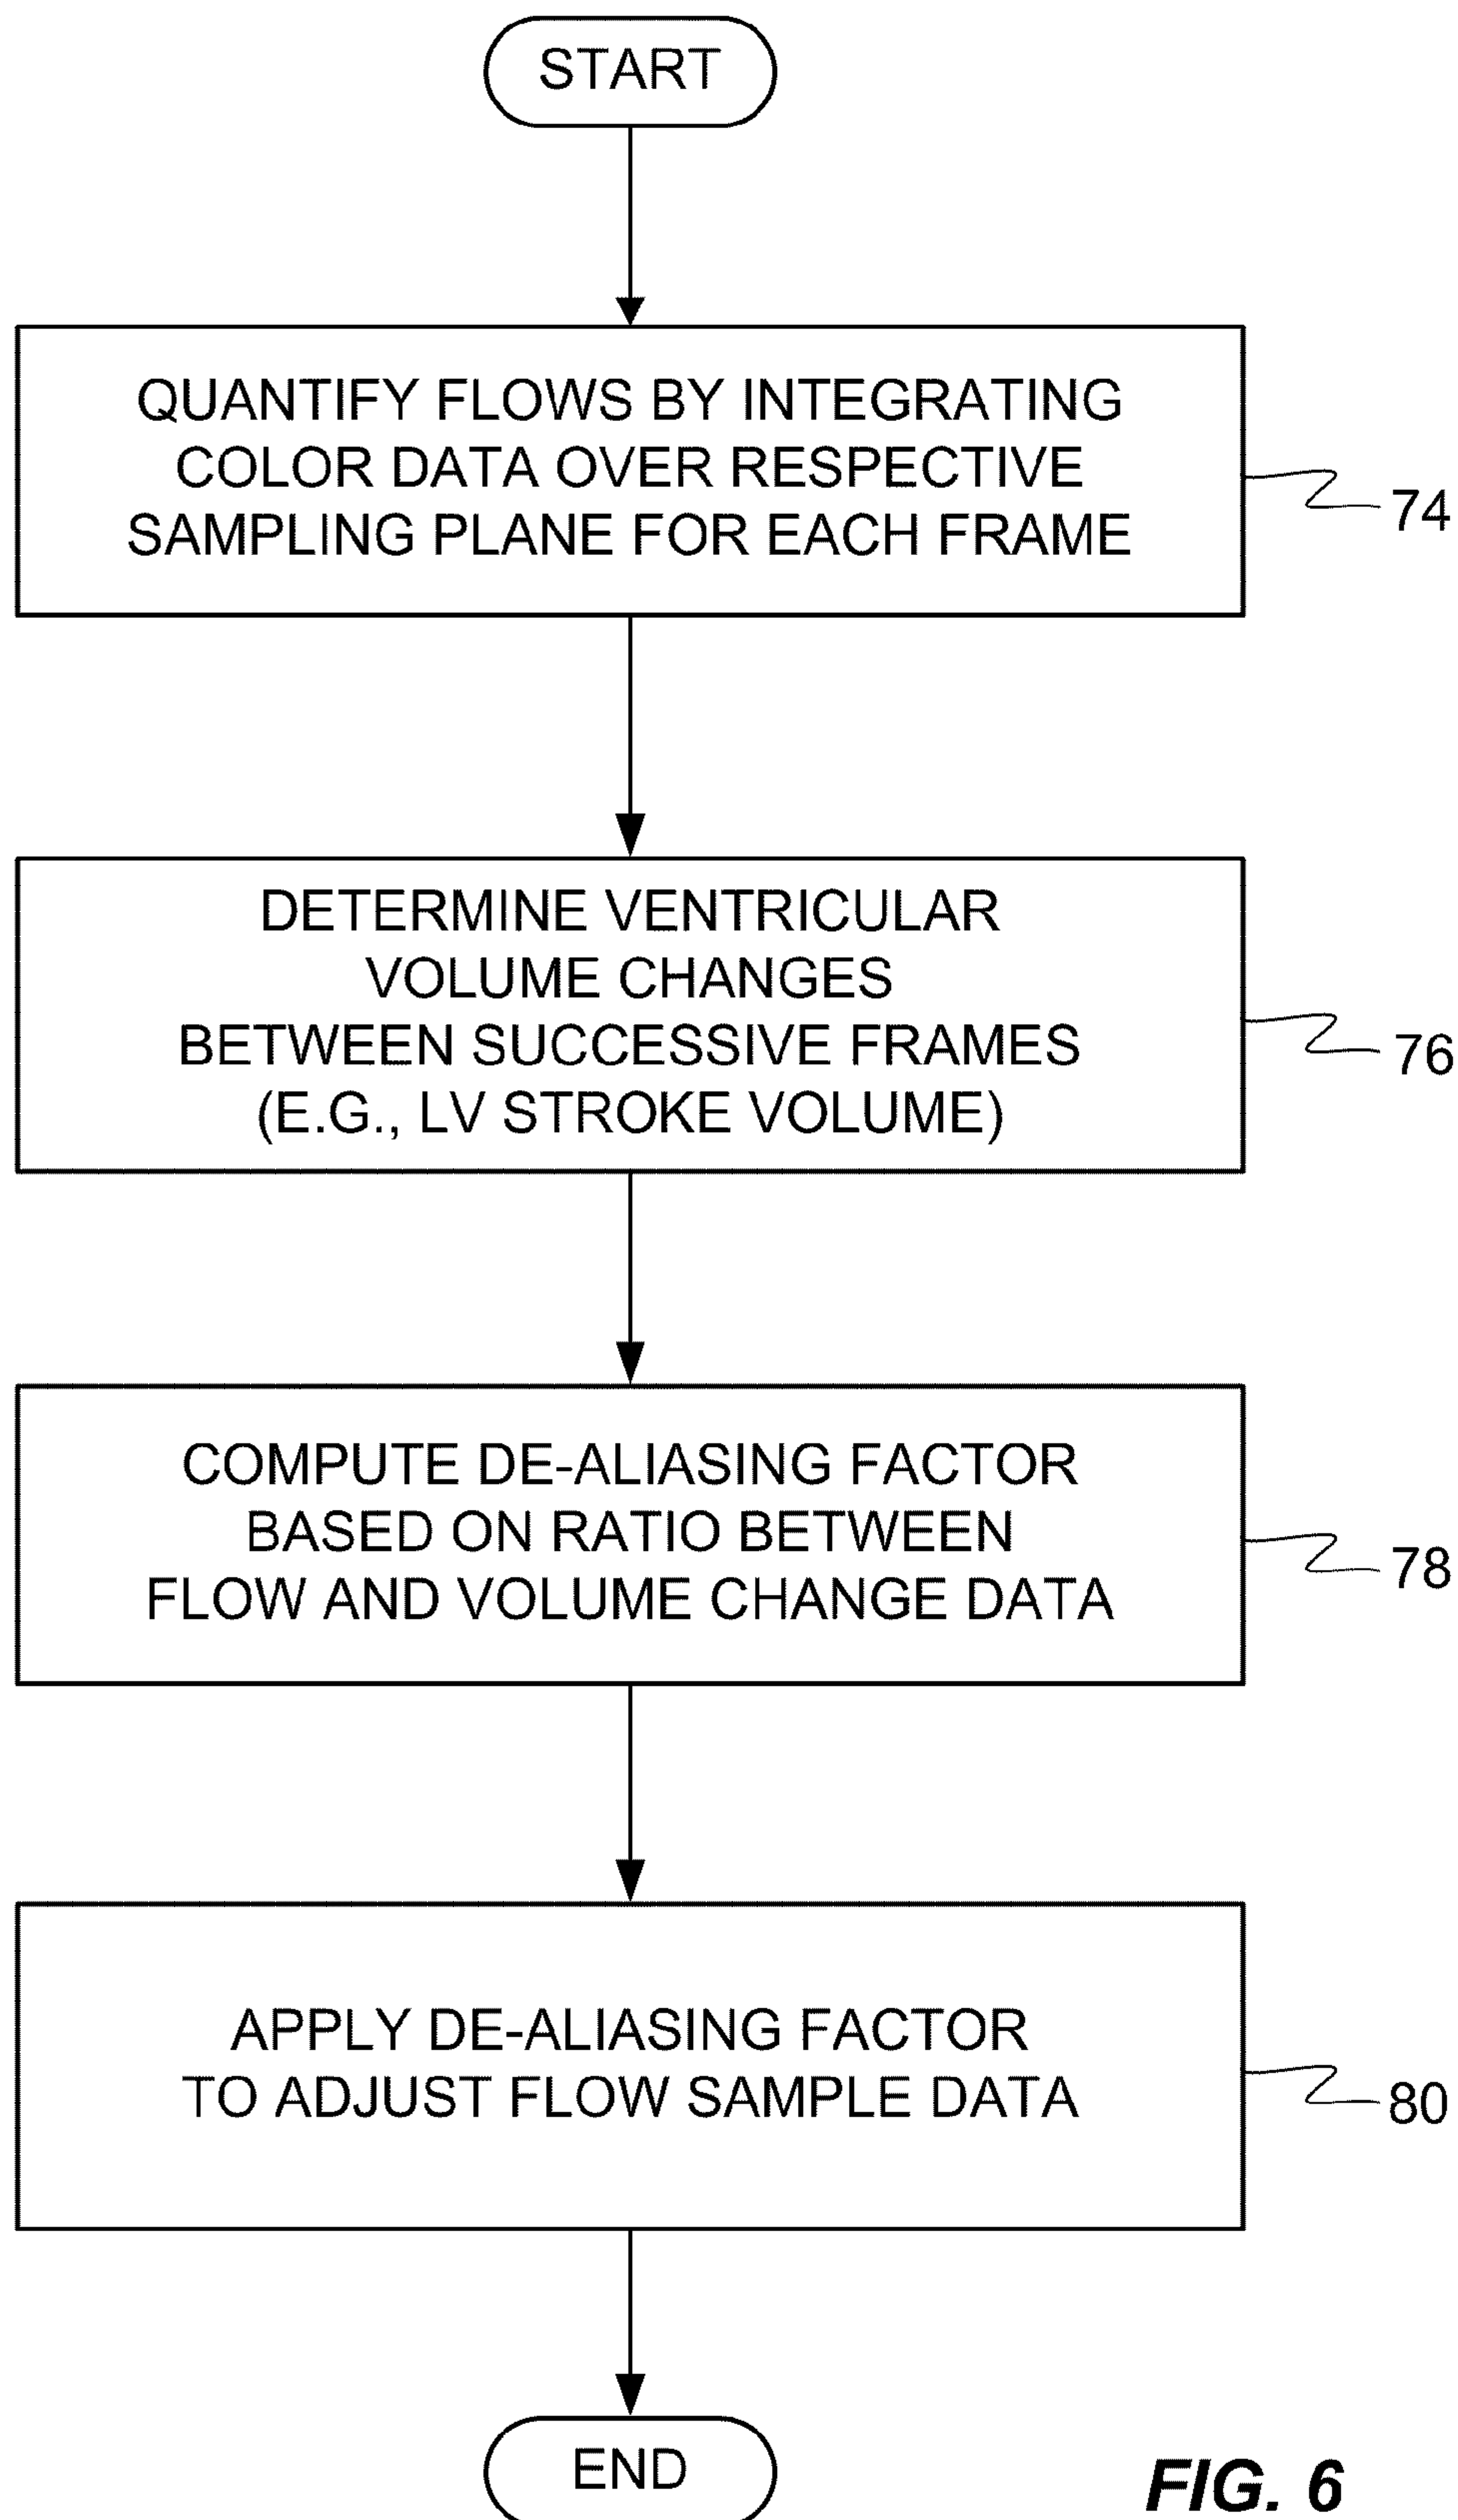 START
QUANTIFY FLOWS BY INTEGRATING
COLOR DATA OVER RESPECTIVE
SAMPLING PLANE FOR EACH FRAME
74
DETERMINE VENTRICULAR
VOLUME CHANGES
BETWEEN SUCCESSIVE FRAMES
(E.G., LV STROKE VOLUME)
76
COMPUTE DE-ALIASING FACTOR
BASED ON RATIO BETWEEN
FLOW AND VOLUME CHANGE DATA
78
APPLY DE-ALIASING FACTOR
TO ADJUST FLOW SAMPLE DATA
80
END
FIG. 6